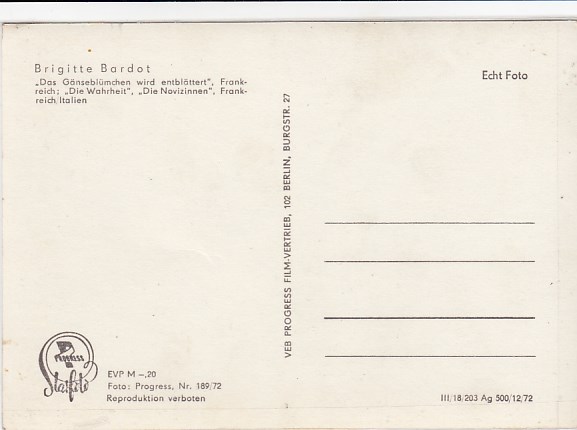 Brigitte Bardot
„Das Gänseblümchen wird entblättert", Frank-
reich; „Die Wahrheit", „Die Novizinnen", Frank-
reich/Italien
Echt Foto
VEB PROGRESS FILM-VERTRIEB, 102 BERLIN, BURGSTR. 27
PROGRESS
Starfoto
EVP M –,20
Foto: Progress, Nr. 189/72
Reproduktion verboten
III/18/203 Ag 500/12/72